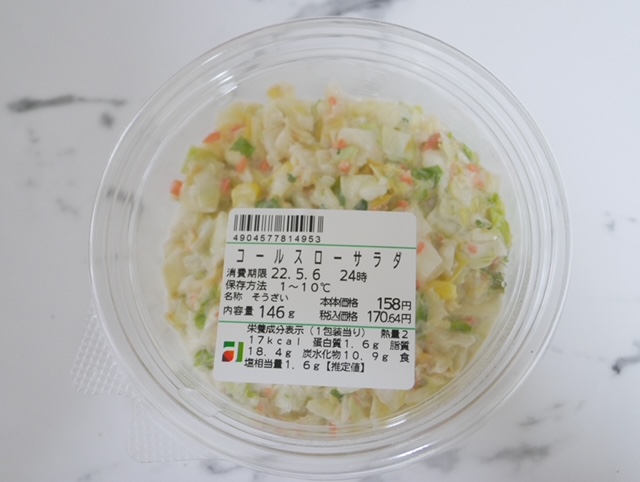 4904577814953
コールスローサラダ
消費期限 22.5.6 24時
保存方法 1～10℃
名称 そうざい 本体価格 158円
内容量 146g 税込価格 170.64円
栄養成分表示（1包装当り） 熱量2
17kcal 蛋白質1.6g 脂質
18.4g 炭水化物10.9g 食
塩相当量1.6g【推定値】